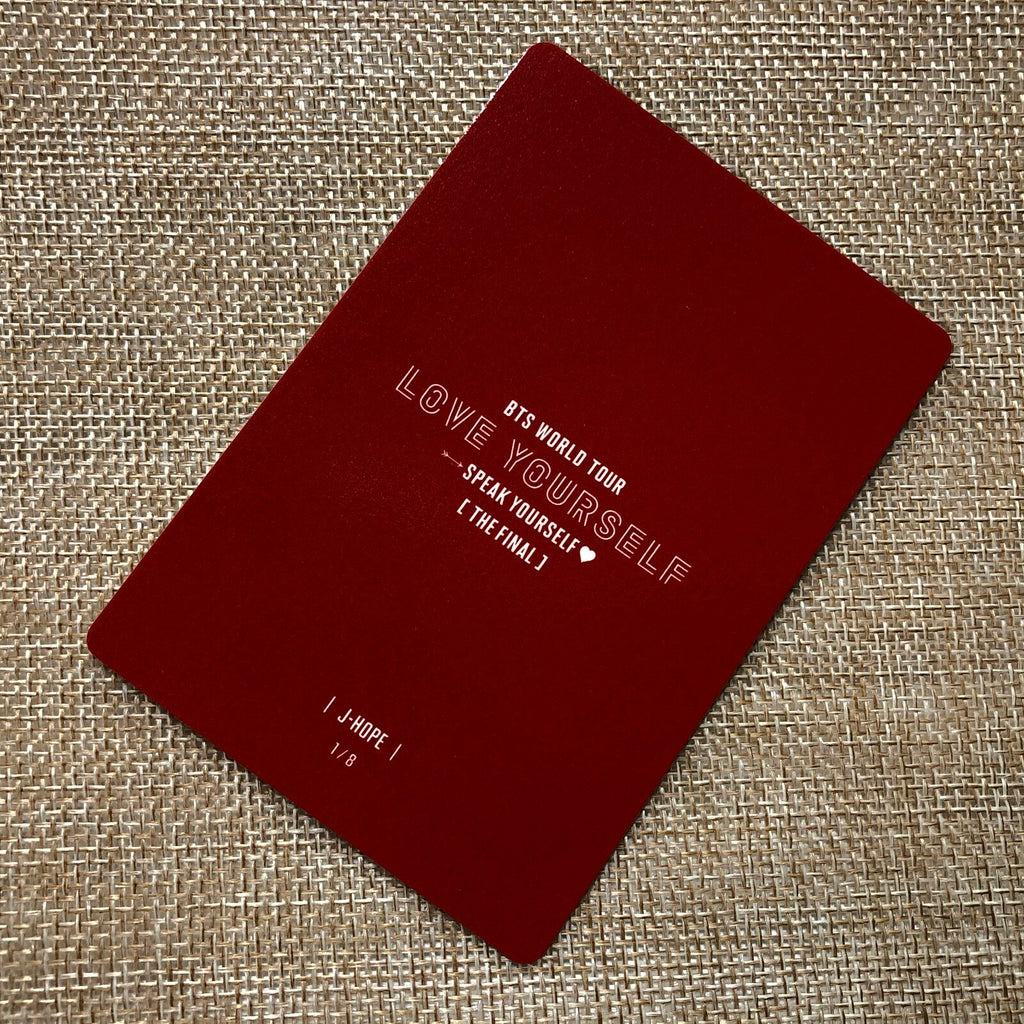 BTS WORLD TOUR
LOVE YOURSELF
SPEAK YOURSELF♥
[ THE FINAL ]
| J-HOPE |
1/8